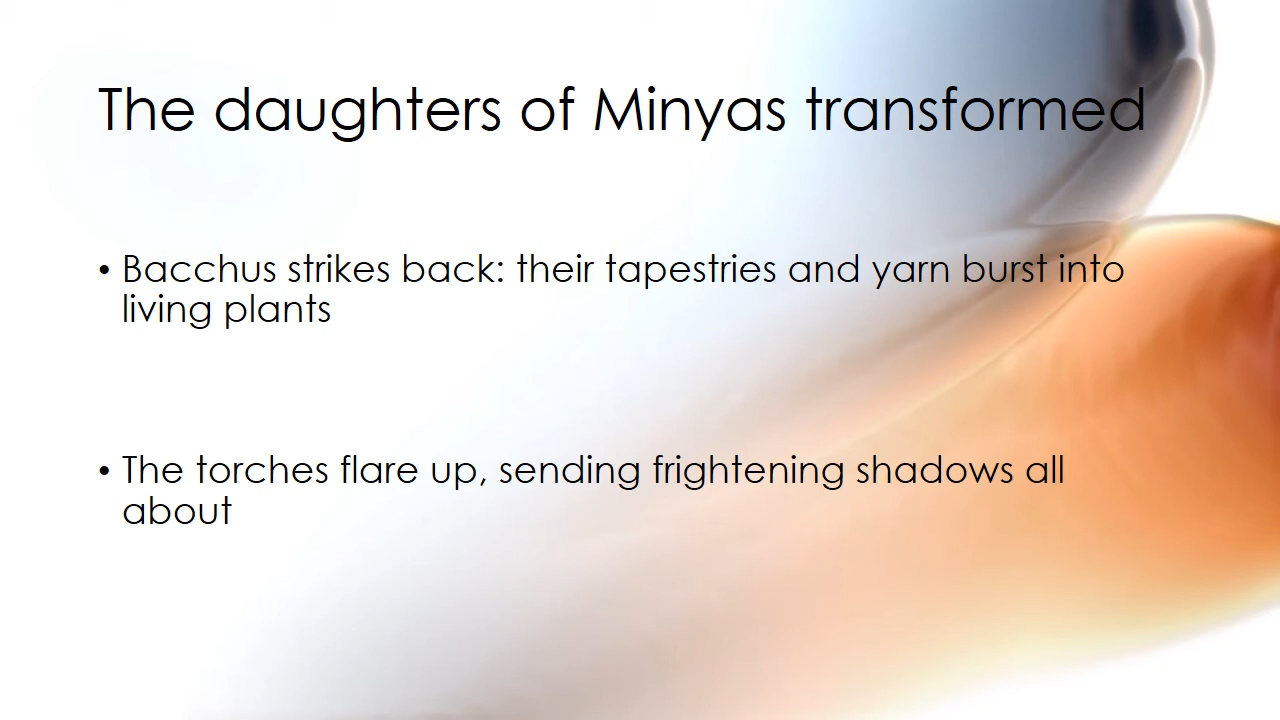 The daughters of Minyas transformed
• Bacchus strikes back: their tapestries and yarn burst into
living plants
• The torches flare up, sending frightening shadows all
about